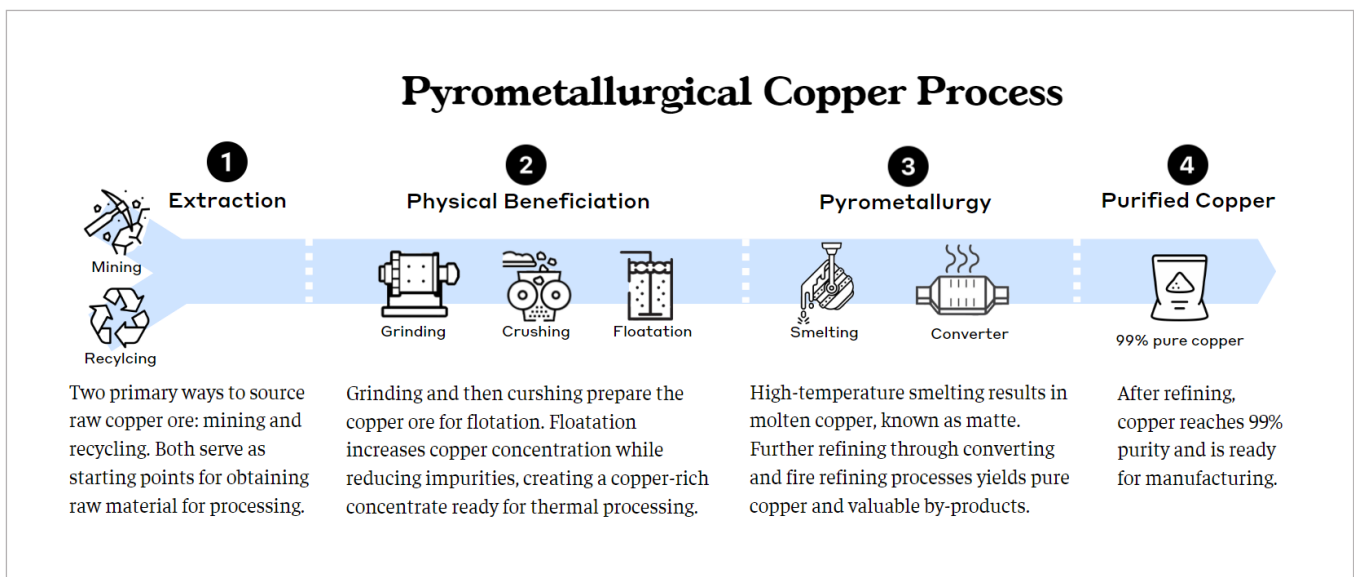 Pyrometallurgical Copper Process
1
Extraction
Mining
Recylcing
Two primary ways to source
raw copper ore: mining and
recycling. Both serve as
starting points for obtaining
raw material for processing.
2
Physical Beneficiation
Grinding
Crushing
Floatation
Grinding and then curshing prepare the
copper ore for flotation. Floatation
increases copper concentration while
reducing impurities, creating a copper-rich
concentrate ready for thermal processing.
3
Pyrometallurgy
Smelting
Converter
High-temperature smelting results in
molten copper, known as matte.
Further refining through converting
and fire refining processes yields pure
copper and valuable by-products.
4
Purified Copper
99% pure copper
After refining,
copper reaches 99%
purity and is ready
for manufacturing.